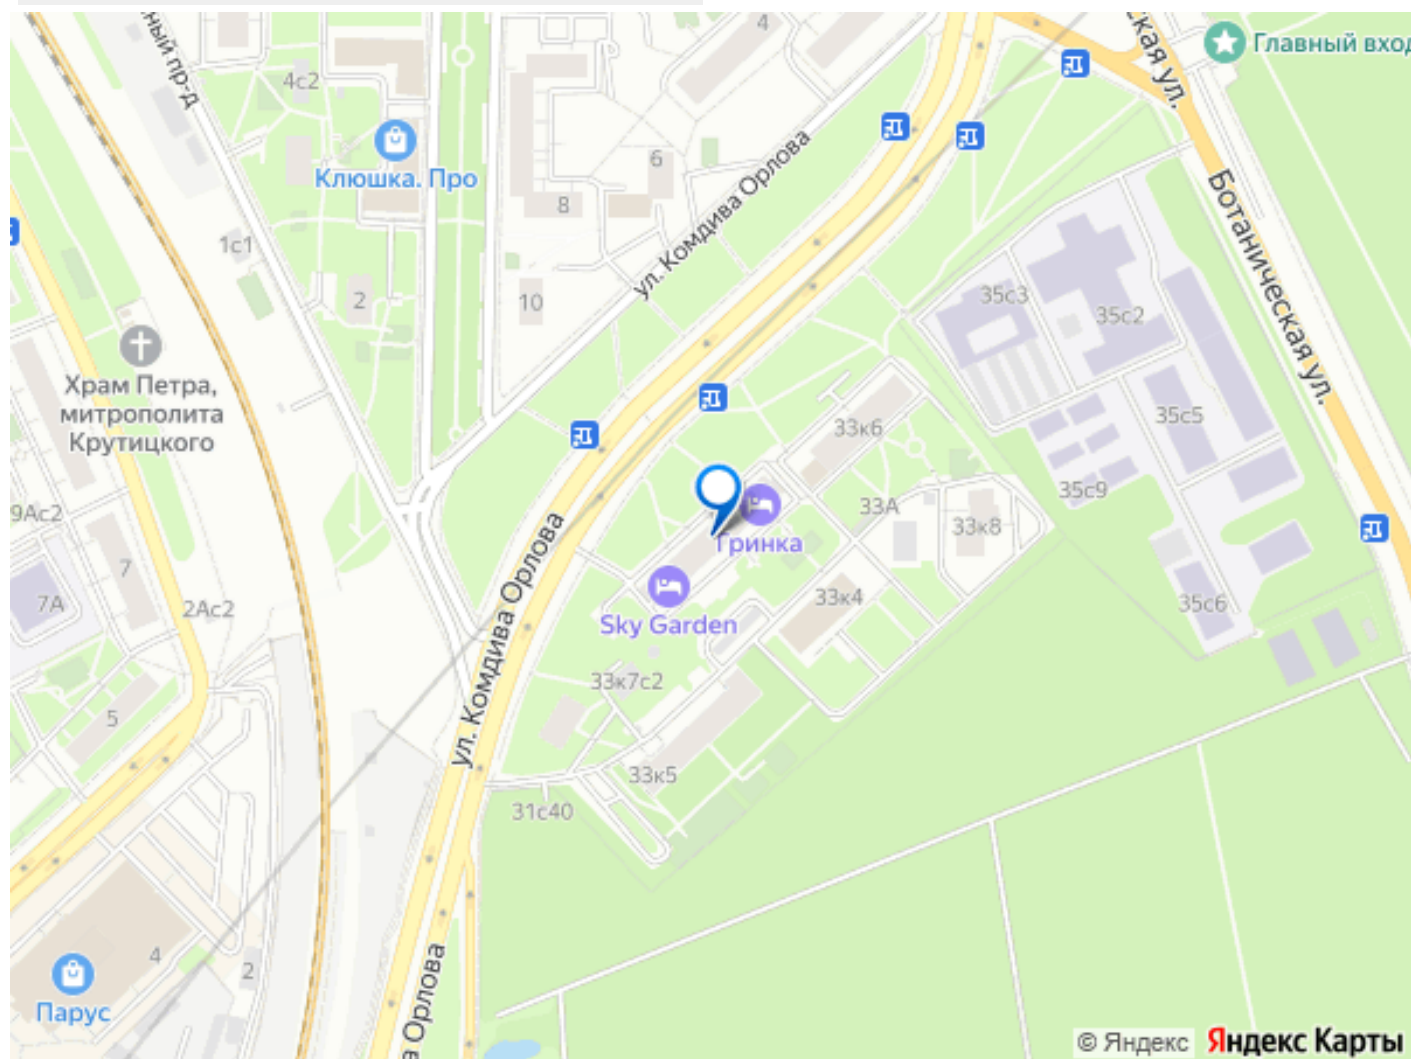 ный пр-д
4с2
Клюшка. Про
4
6
8
10
ул. Комдива Орлова
ская ул.
Главный вход
Ботаническая ул.
1с1
2
Храм Петра,
митрополита
Крутицкого
35с3
35с2
35с5
35с9
35с6
33к6
33А
33к8
33к4
Гринка
Sky Garden
33к7с2
33к5
31с40
ул. Комдива Орлова
9Ас2
7
7А
2Ас2
5
4
2
Парус
а Орлова
© Яндекс Яндекс Карты